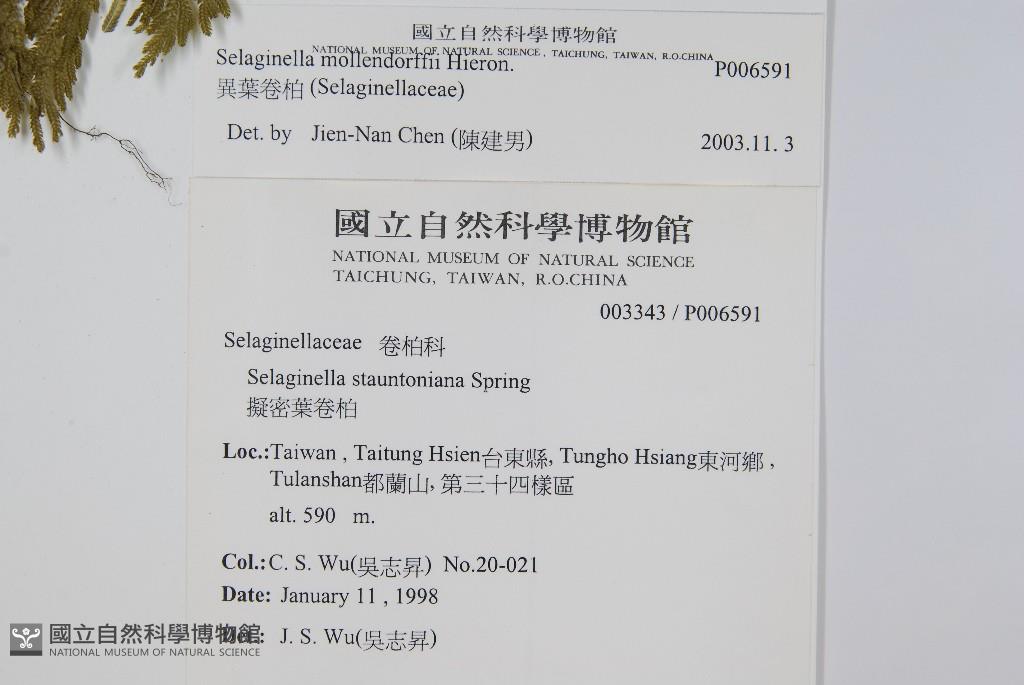 國立自然科學博物館
NATIONAL MUSEUM OF NATURAL SCIENCE, TAICHUNG, TAIWAN, R.O.CHINA
Selaginella mollendorffii Hieron. P006591
異葉卷柏 (Selaginellaceae)
Det. by Jien-Nan Chen (陳建男) 2003.11. 3
國立自然科學博物館
NATIONAL MUSEUM OF NATURAL SCIENCE
TAICHUNG, TAIWAN, R.O.CHINA
003343 / P006591
Selaginellaceae 卷柏科
Selaginella stauntoniana Spring
擬密葉卷柏
Loc.:Taiwan , Taitung Hsien台東縣, Tungho Hsiang東河鄉 ,
Tulanshan都蘭山, 第三十四樣區
alt. 590 m.
Col.: C. S. Wu(吳志昇) No.20-021
Date: January 11 , 1998
Det.: J. S. Wu(吳志昇)
國立自然科學博物館
NATIONAL MUSEUM OF NATURAL SCIENCE